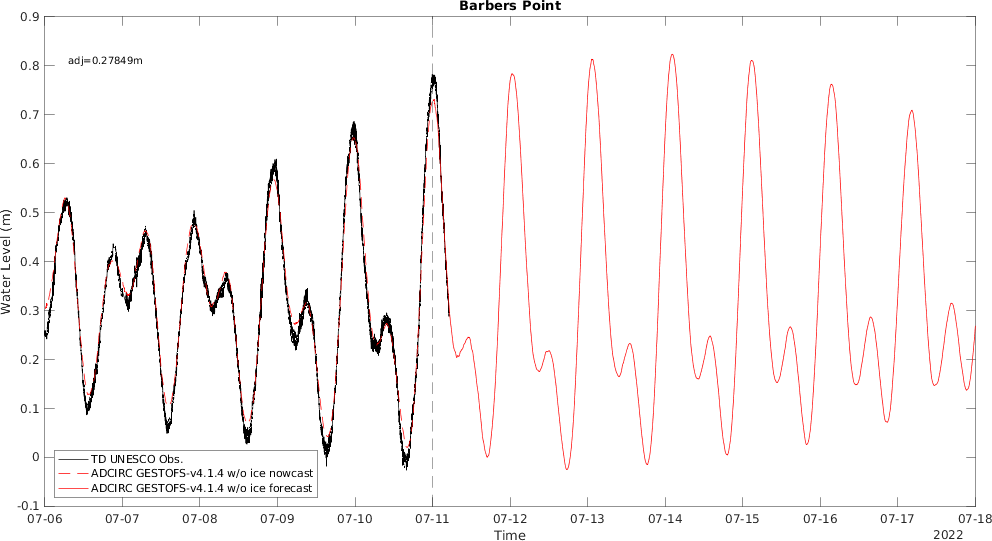 Barbers Point
0.9
0.8
0.7
0.6
0.5
0.4
0.3
0.2
0.1
0
-0.1
Water Level (m)
adj=0.27849m
TD UNESCO Obs.
ADCIRC GESTOFS-v4.1.4 w/o ice nowcast
ADCIRC GESTOFS-v4.1.4 w/o ice forecast
07-06 07-07 07-08 07-09 07-10 07-11 07-12 07-13 07-14 07-15 07-16 07-17 07-18
Time
2022